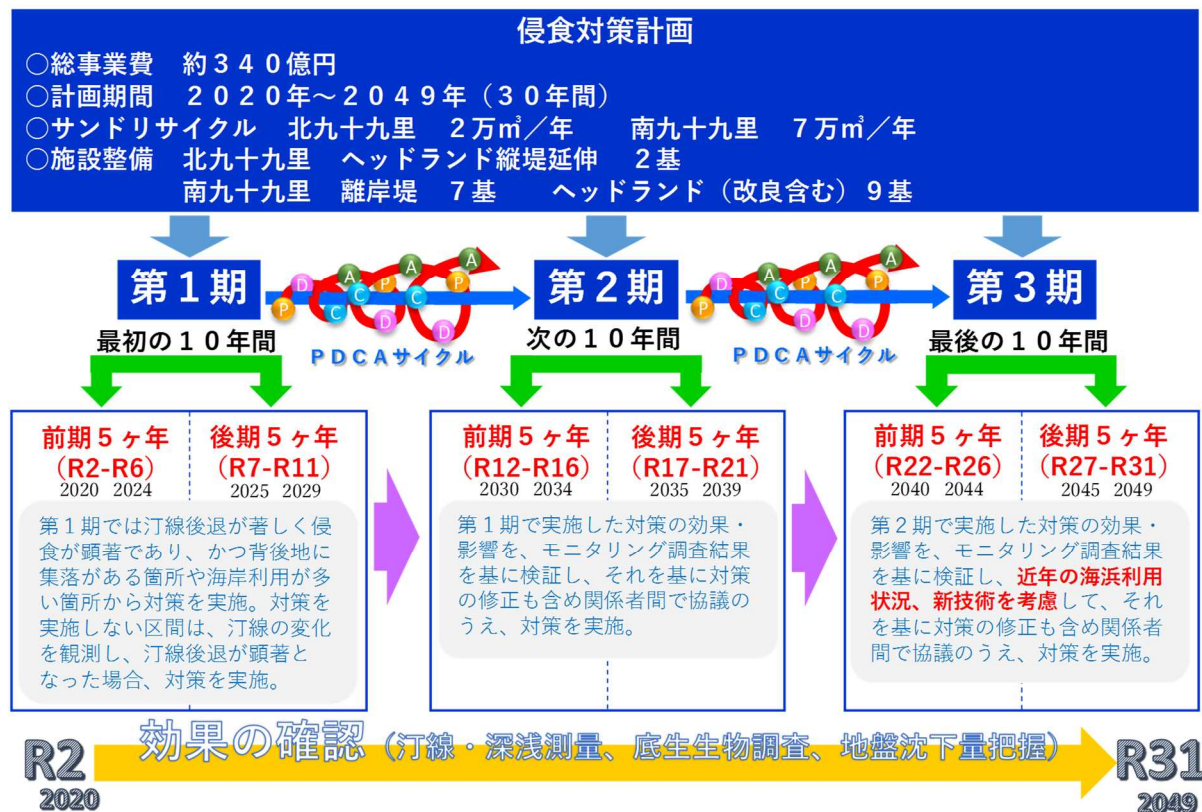 侵食対策計画
○総事業費　約３４０億円
○計画期間　２０２０年～２０４９年（３０年間）
○サンドリサイクル　北九十九里　２万㎥／年　　南九十九里　７万㎥／年
○施設整備　北九十九里　ヘッドランド縦堤延伸　２基
南九十九里　離岸堤　７基　　ヘッドランド（改良含む）９基
第１期
P D C A P D C A P D A
PDCAサイクル
第２期
P D C A P D C A P D A
PDCAサイクル
第３期
最初の１０年間
次の１０年間
最後の１０年間
前期５ヶ年
（R2-R6）
2020 2024
後期５ヶ年
（R7-R11）
2025 2029
第１期では汀線後退が著しく侵
食が顕著であり、かつ背後地に
集落がある箇所や海岸利用が多
い箇所から対策を実施。対策を
実施しない区間は、汀線の変化
を観測し、汀線後退が顕著と
なった場合、対策を実施。
前期５ヶ年
（R12-R16）
2030 2034
後期５ヶ年
（R17-R21）
2035 2039
第１期で実施した対策の効果・
影響を、モニタリング調査結果
を基に検証し、それを基に対策
の修正も含め関係者間で協議の
うえ、対策を実施。
前期５ヶ年
（R22-R26）
2040 2044
後期５ヶ年
（R27-R31）
2045 2049
第２期で実施した対策の効果・
影響を、モニタリング調査結果
を基に検証し、近年の海浜利用
状況、新技術を考慮して、それ
を基に対策の修正も含め関係者
間で協議のうえ、対策を実施。
効果の確認（汀線・深浅測量、底生生物調査、地盤沈下量把握）
R2
2020
R31
2049